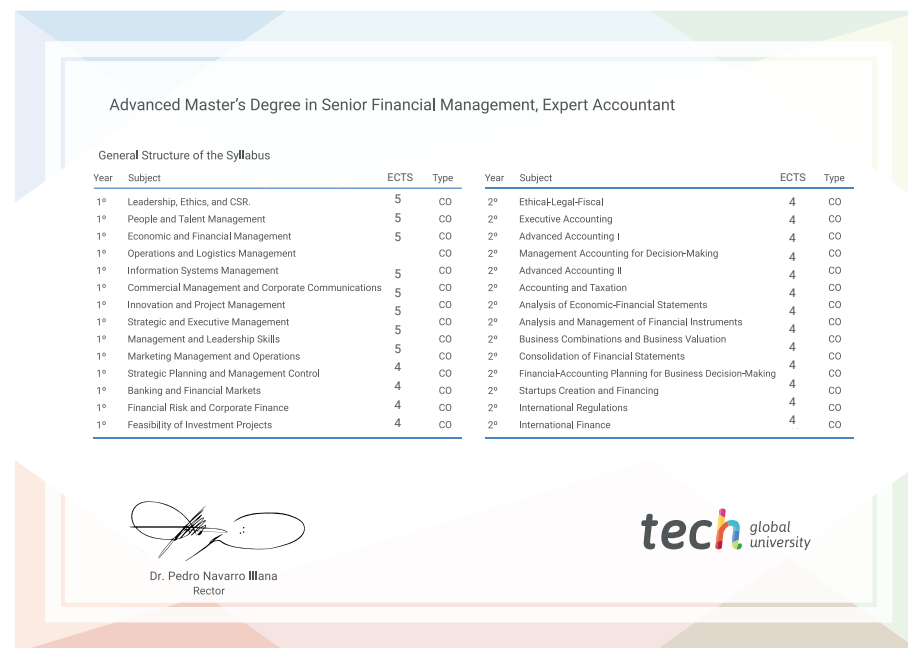 Advanced Master's Degree in Senior Financial Management, Expert Accountant
General Structure of the Syllabus
Year Subject ECTS Type
1º Leadership, Ethics, and CSR. 5 CO
1º People and Talent Management 5 CO
1º Economic and Financial Management 5 CO
1º Operations and Logistics Management CO
1º Information Systems Management 5 CO
1º Commercial Management and Corporate Communications 5 CO
1º Innovation and Project Management 5 CO
1º Strategic and Executive Management 5 CO
1º Management and Leadership Skills CO
1º Marketing Management and Operations 5 CO
1º Strategic Planning and Management Control 4 CO
1º Banking and Financial Markets 4 CO
1º Financial Risk and Corporate Finance 4 CO
1º Feasibility of Investment Projects 4 CO
Year Subject ECTS Type
2º Ethical-Legal-Fiscal 4 CO
2º Executive Accounting 4 CO
2º Advanced Accounting I 4 CO
2º Management Accounting for Decision-Making 4 CO
2º Advanced Accounting II 4 CO
2º Accounting and Taxation 4 CO
2º Analysis of Economic-Financial Statements 4 CO
2º Analysis and Management of Financial Instruments 4 CO
2º Business Combinations and Business Valuation 4 CO
2º Consolidation of Financial Statements 4 CO
2º Financial-Accounting Planning for Business Decision-Making CO
2º Startups Creation and Financing 4 CO
2º International Regulations 4 CO
2º International Finance 4 CO
Dr. Pedro Navarro Illana
Rector
tech global
university